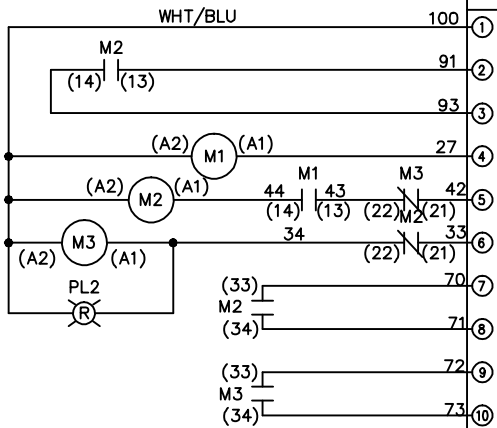 WHT/BLU 100 1
M2 91 2
(14) (13)
93 3
(A2) M1 (A1) 27 4
(A2) M2 (A1) 44 M1 43 M3 42 5
(14) (13) (22) (21)
(A2) M3 (A1) 34 M2 33 6
(22) (21)
PL2
R
(33) 70 7
M2
(34) 71 8
(33) 72 9
M3
(34) 73 10